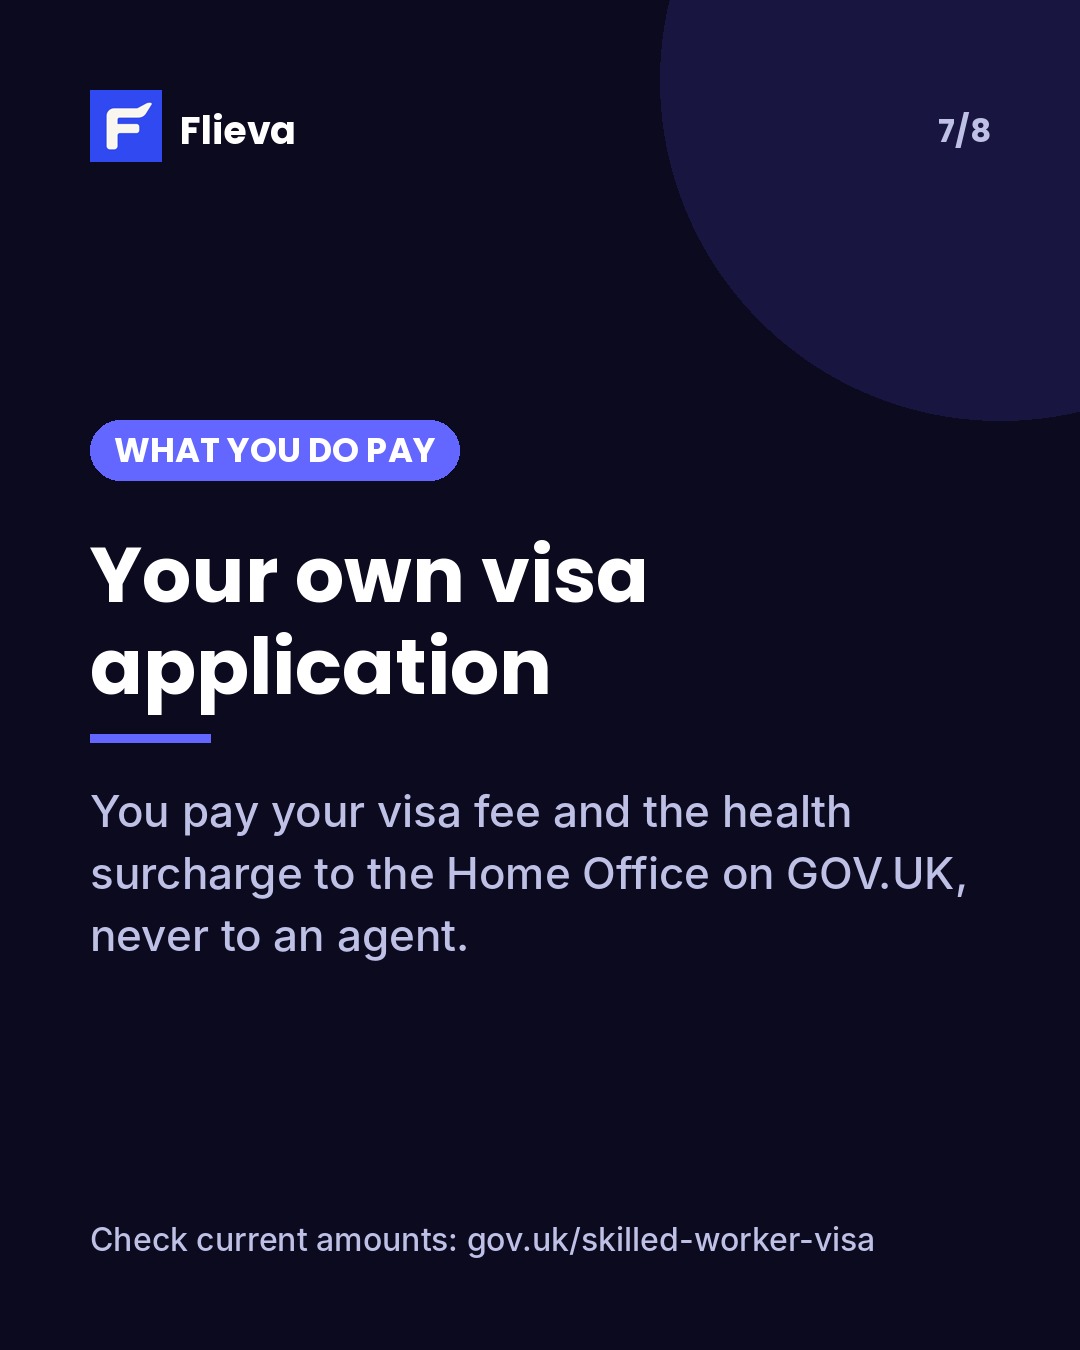 Flieva
7/8
WHAT YOU DO PAY
Your own visa
application
You pay your visa fee and the health
surcharge to the Home Office on GOV.UK,
never to an agent.
Check current amounts: gov.uk/skilled-worker-visa